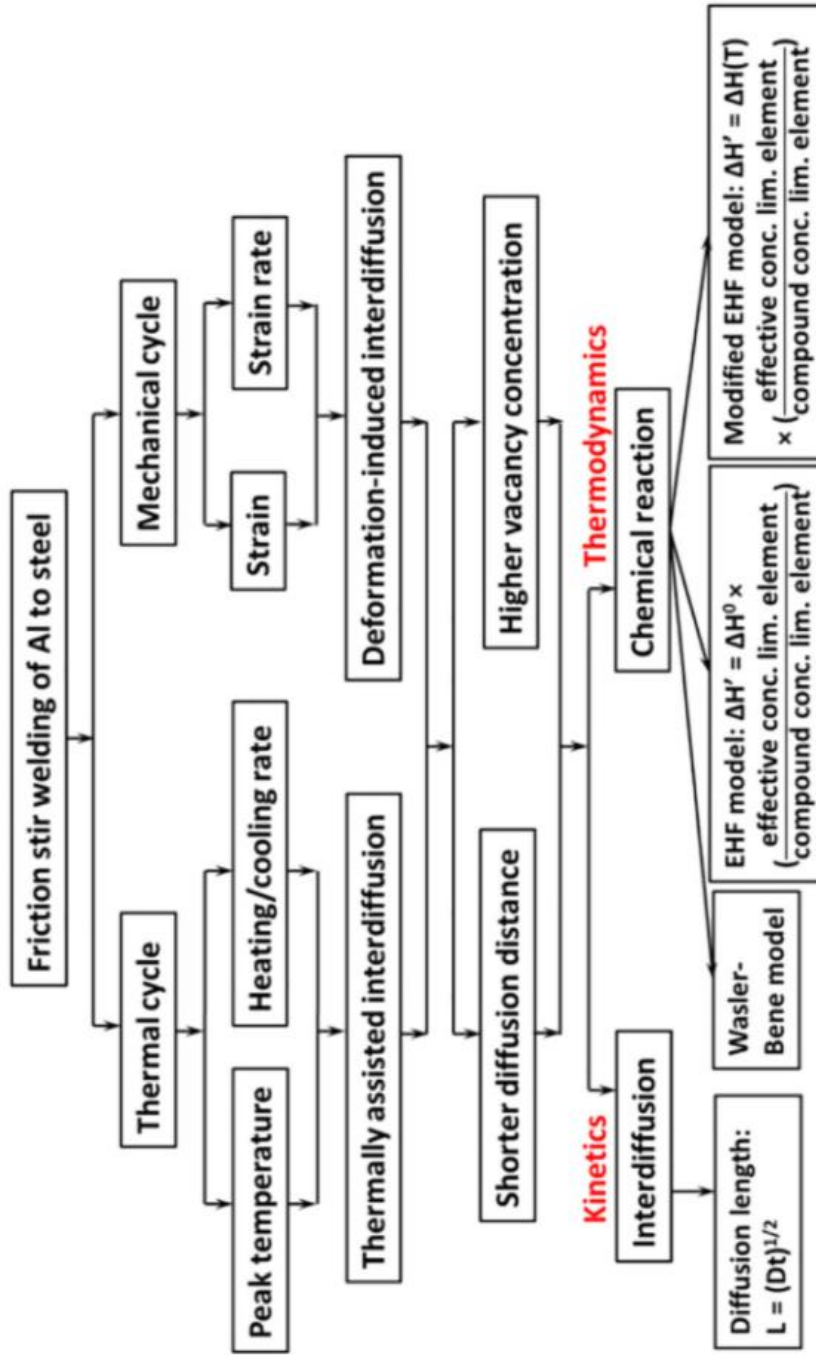 Friction stir welding of Al to steel
Thermal cycle
Mechanical cycle
Peak temperature
Heating/cooling rate
Strain
Strain rate
Thermally assisted interdiffusion
Deformation-induced interdiffusion
Shorter diffusion distance
Higher vacancy concentration
Kinetics
Thermodynamics
Interdiffusion
Chemical reaction
Diffusion length:
L = (Dt)^1/2
Wasler-
Bene model
EHF model: ΔH' = ΔH⁰ ×
(effective conc. lim. element
compound conc. lim. element)
Modified EHF model: ΔH' = ΔH(T)
× (effective conc. lim. element
compound conc. lim. element)